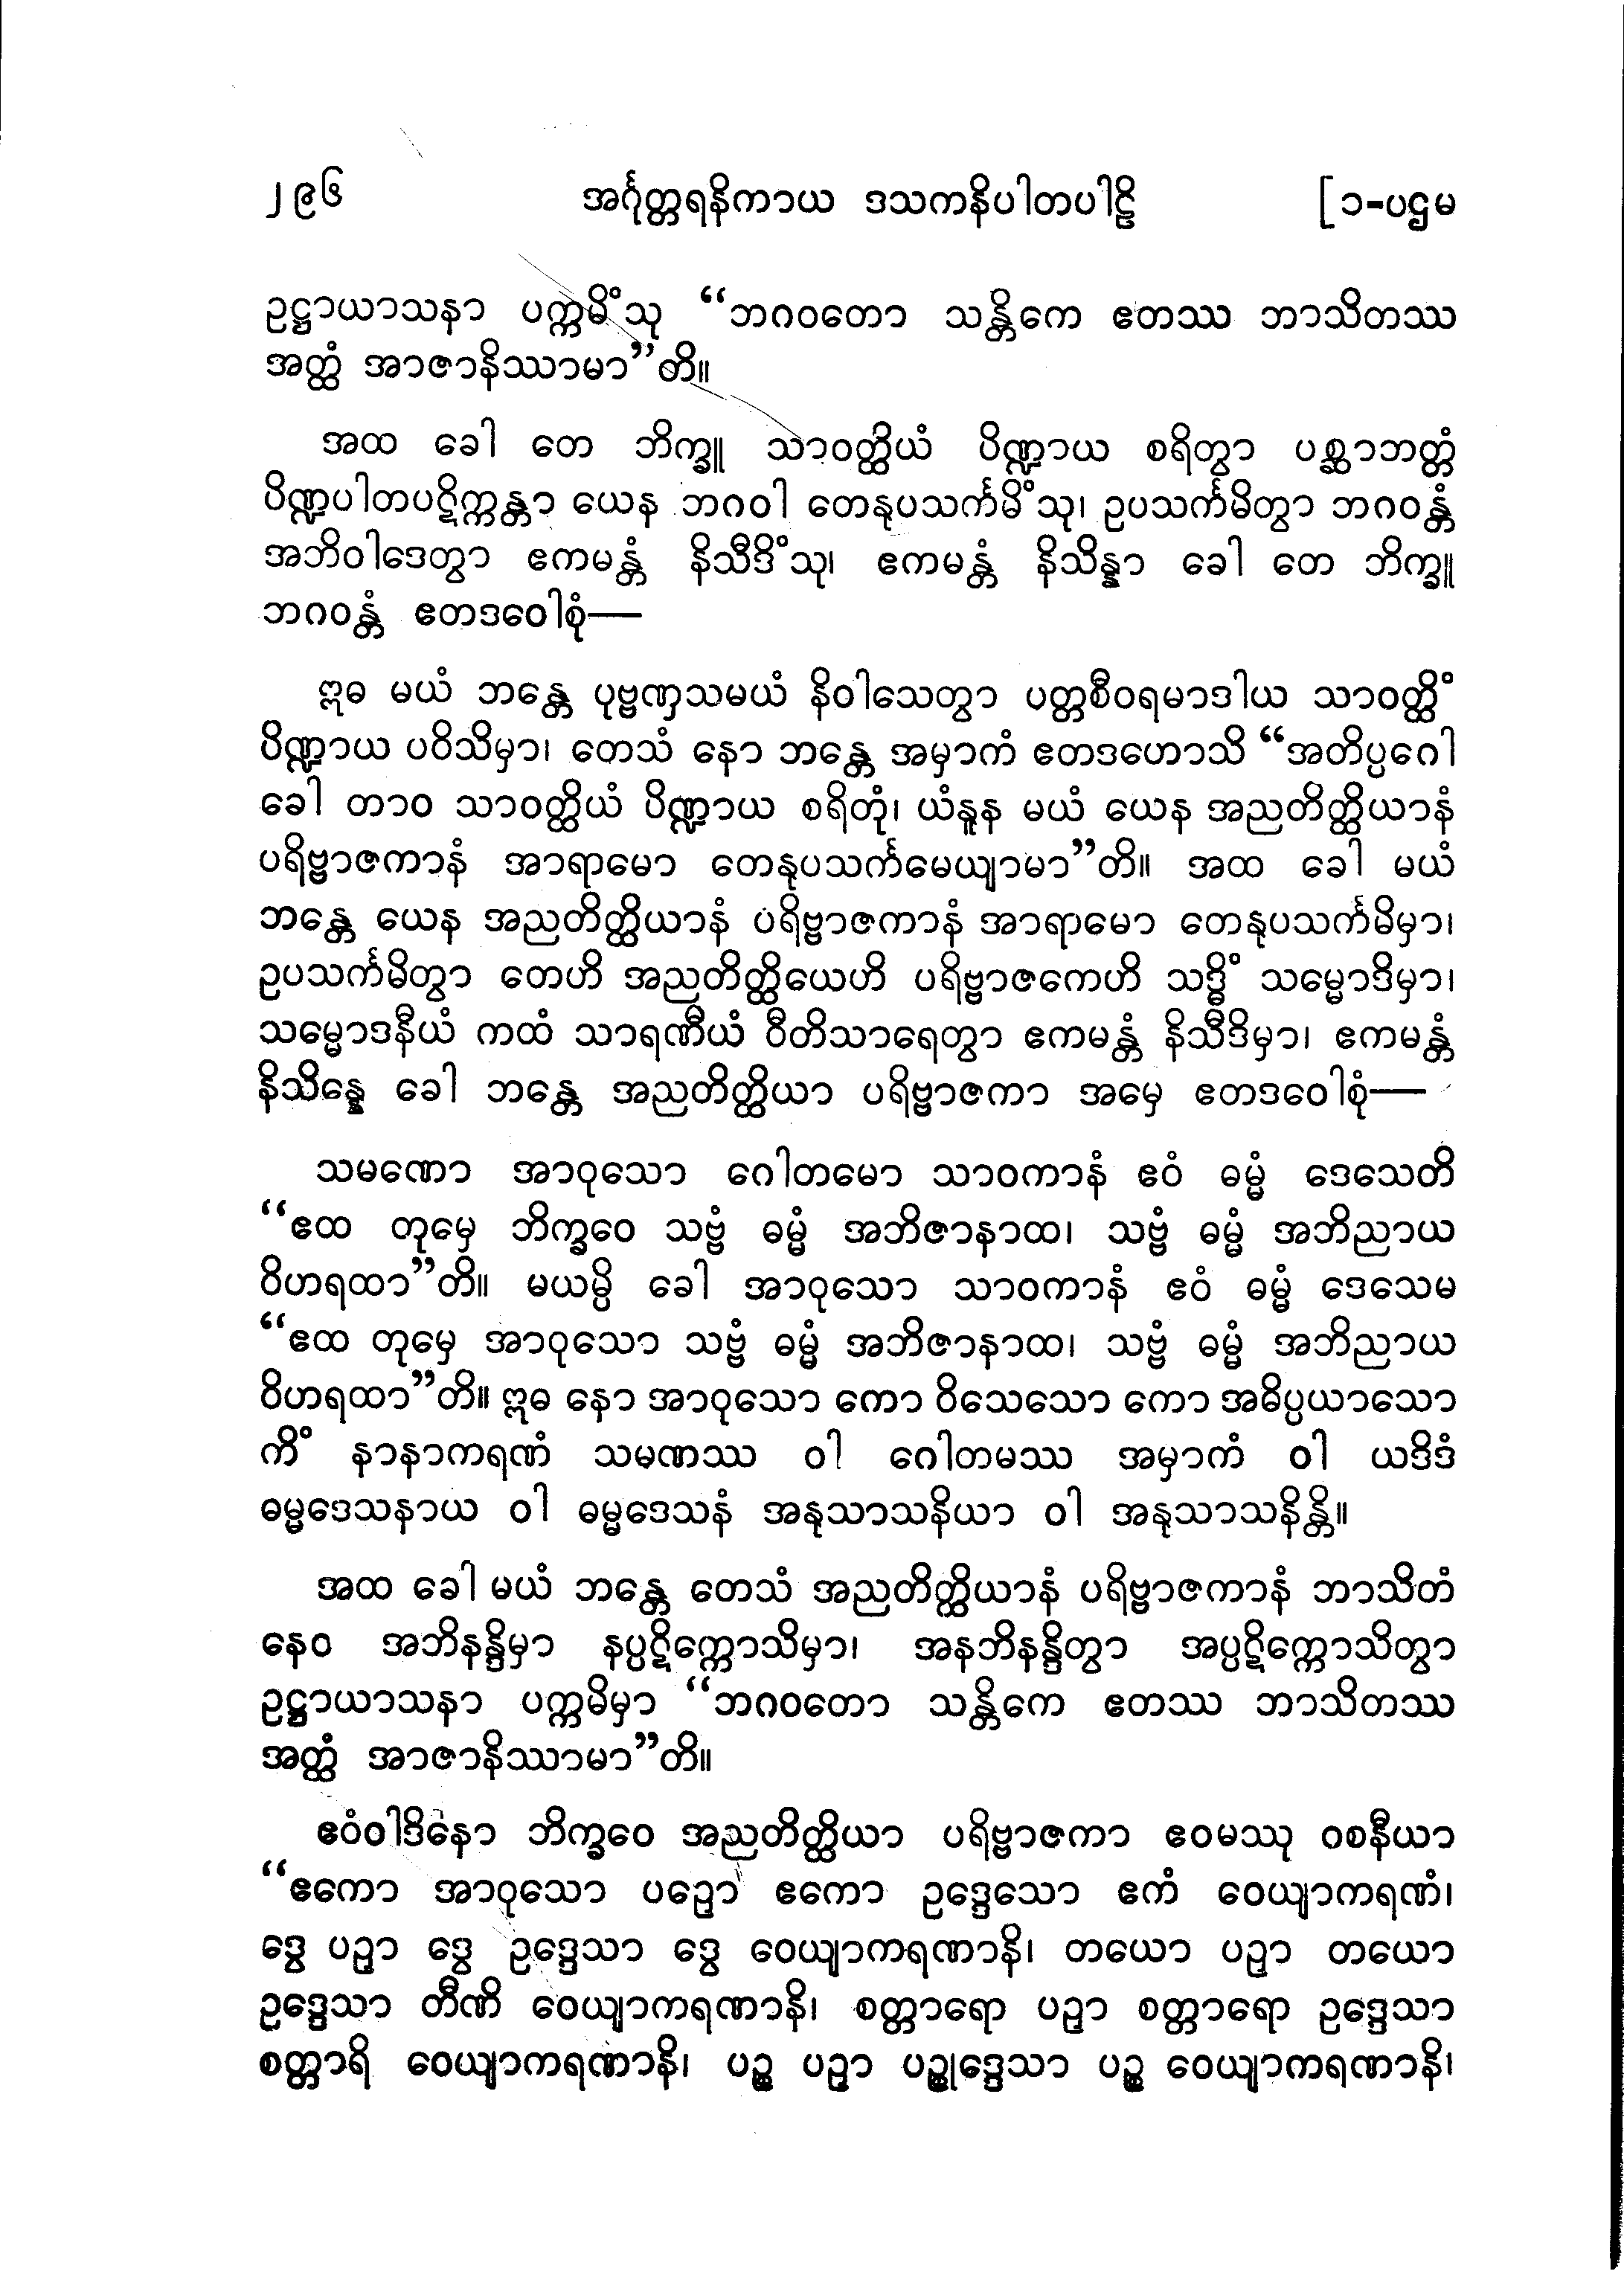 ၂၉၆ အင်္ဂုတ္တရနိကာယ ဒသကနိပါတပါဠိ [၁-ပဌမ
ဥဋ္ဌာယာသနာ ပက္ကမိံသု “ဘဂဝတော သန္တိကေ ဧတဿ ဘာသိတဿ
အတ္ထံ အာဇာနိဿာမာ”တိ။
အထ ခေါ တေ ဘိက္ခူ သာဝတ္ထိယံ ပိဏ္ဍာယ စရိတွာ ပစ္ဆာဘတ္တံ
ပိဏ္ဍပါတပဋိက္ကန္တာ ယေန ဘဂဝါ တေနုပသင်္ကမိံသု၊ ဥပသင်္ကမိတွာ ဘဂဝန္တံ
အဘိဝါဒေတွာ ဧကမန္တံ နိသီဒိံသု၊ ဧကမန္တံ နိသိန္နာ ခေါ တေ ဘိက္ခူ
ဘဂဝန္တံ ဧတဒဝေါစုံ—
ဣဓ မယံ ဘန္တေ ပုဗ္ဗဏှသမယံ နိဝါသေတွာ ပတ္တစီဝရမာဒါယ သာဝတ္ထိံ
ပိဏ္ဍာယ ပဝိသိမှာ၊ တေသံ နော ဘန္တေ အမှာကံ ဧတဒဟောသိ “အတိပ္ပဂေါ
ခေါ တာဝ သာဝတ္ထိယံ ပိဏ္ဍာယ စရိတုံ၊ ယံနူန မယံ ယေန အညတိတ္ထိယာနံ
ပရိဗ္ဗာဇကာနံ အာရာမော တေနုပသင်္ကမေယျာမာ”တိ။ အထ ခေါ မယံ
ဘန္တေ ယေန အညတိတ္ထိယာနံ ပရိဗ္ဗာဇကာနံ အာရာမော တေနုပသင်္ကမိမှာ၊
ဥပသင်္ကမိတွာ တေဟိ အညတိတ္ထိယေဟိ ပရိဗ္ဗာဇကေဟိ သဒ္ဓိံ သမ္မောဒိမှာ၊
သမ္မောဒနီယံ ကထံ သာရဏီယံ ဝီတိသာရေတွာ ဧကမန္တံ နိသီဒိမှာ၊ ဧကမန္တံ
နိသိန္နေ ခေါ ဘန္တေ အညတိတ္ထိယာ ပရိဗ္ဗာဇကာ အမှေ ဧတဒဝေါစုံ—
သမဏော အာဝုသော ဂေါတမော သာဝကာနံ ဧဝံ ဓမ္မံ ဒေသေတိ
“ဧထ တုမှေ ဘိက္ခဝေ သဗ္ဗံ ဓမ္မံ အဘိဇာနာထ၊ သဗ္ဗံ ဓမ္မံ အဘိညာယ
ဝိဟရထာ”တိ။ မယမ္ပိ ခေါ အာဝုသော သာဝကာနံ ဧဝံ ဓမ္မံ ဒေသေမ
“ဧထ တုမှေ အာဝုသော သဗ္ဗံ ဓမ္မံ အဘိဇာနာထ၊ သဗ္ဗံ ဓမ္မံ အဘိညာယ
ဝိဟရထာ”တိ။ ဣဓ နော အာဝုသော ကော ဝိသေသော ကော အဓိပ္ပယာသော
ကိံ နာနာကရဏံ သမဏဿ ဝါ ဂေါတမဿ အမှာကံ ဝါ ယဒိဒံ
ဓမ္မဒေသနာယ ဝါ ဓမ္မဒေသနံ အနုသာသနိယာ ဝါ အနုသာသနိန္တိ။
အထ ခေါ မယံ ဘန္တေ တေသံ အညတိတ္ထိယာနံ ပရိဗ္ဗာဇကာနံ ဘာသိတံ
နေဝ အဘိနန္ဒိမှာ နပ္ပဋိက္ကောသိမှာ၊ အနဘိနန္ဒိတွာ အပ္ပဋိက္ကောသိတွာ
ဥဋ္ဌာယာသနာ ပက္ကမိမှာ “ဘဂဝတော သန္တိကေ ဧတဿ ဘာသိတဿ
အတ္ထံ အာဇာနိဿာမာ”တိ။
ဧဝံဝါဒိနော ဘိက္ခဝေ အညတိတ္ထိယာ ပရိဗ္ဗာဇကာ ဧဝမဿု ဝစနီယာ
“ဧကော အာဝုသော ပဉှော ဧကော ဥဒ္ဒေသော ဧကံ ဝေယျာကရဏံ၊
ဒွေ ပဉှာ ဒွေ ဥဒ္ဒေသာ ဒွေ ဝေယျာကရဏာနိ၊ တယော ပဉှာ တယော
ဥဒ္ဒေသာ တီဏိ ဝေယျာကရဏာနိ၊ စတ္တာရော ပဉှာ စတ္တာရော ဥဒ္ဒေသာ
စတ္တာရိ ဝေယျာကရဏာနိ၊ ပဉ္စ ပဉှာ ပဉ္စုဒ္ဒေသာ ပဉ္စ ဝေယျာကရဏာနိ၊